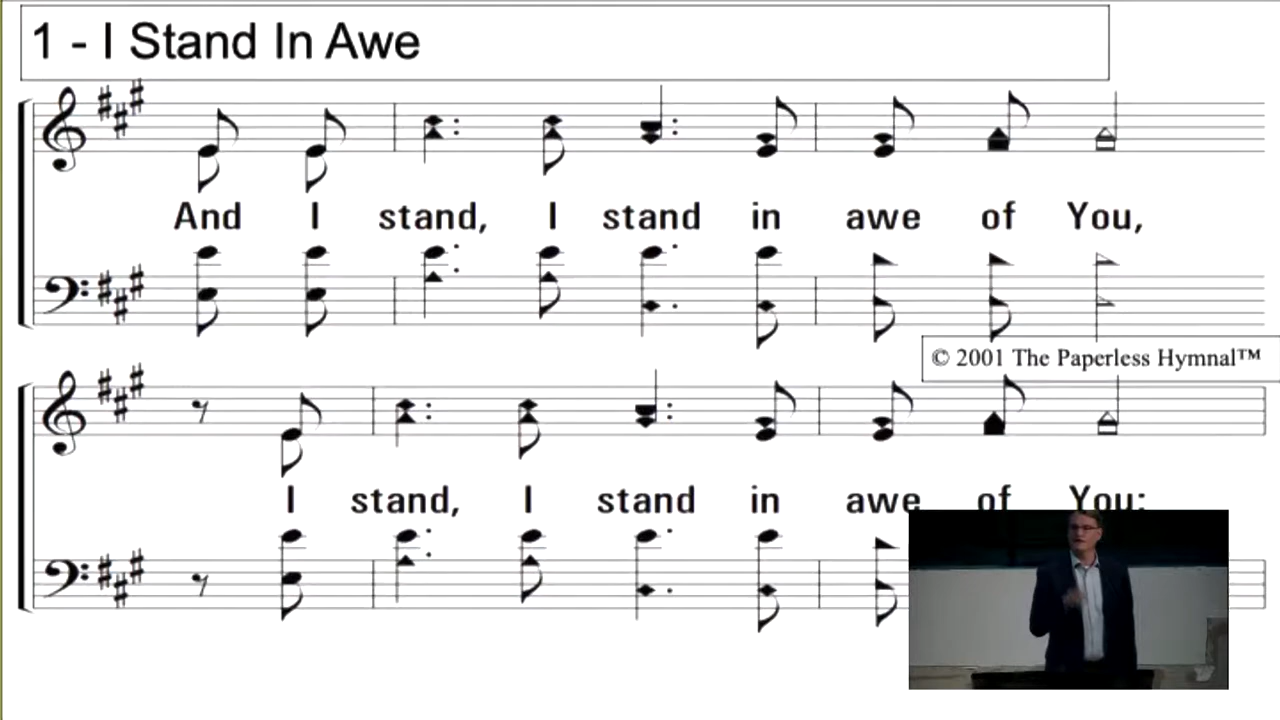 1 - I Stand In Awe
And I stand, I stand in awe of You,
© 2001 The Paperless Hymnal™
I stand, I stand in awe of You;